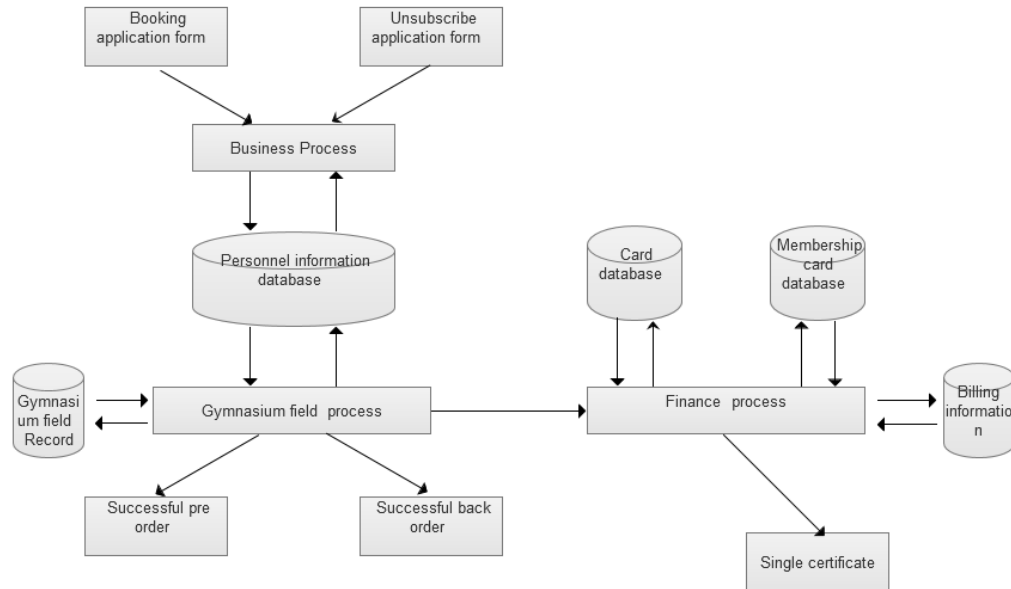 Booking
application form
Unsubscribe
application form
Business Process
Personnel information
database
Card
database
Membership
card
database
Gymnasi
um field
Record
Gymnasium field process
Finance process
Billing
informatio
n
Successful pre
order
Successful back
order
Single certificate